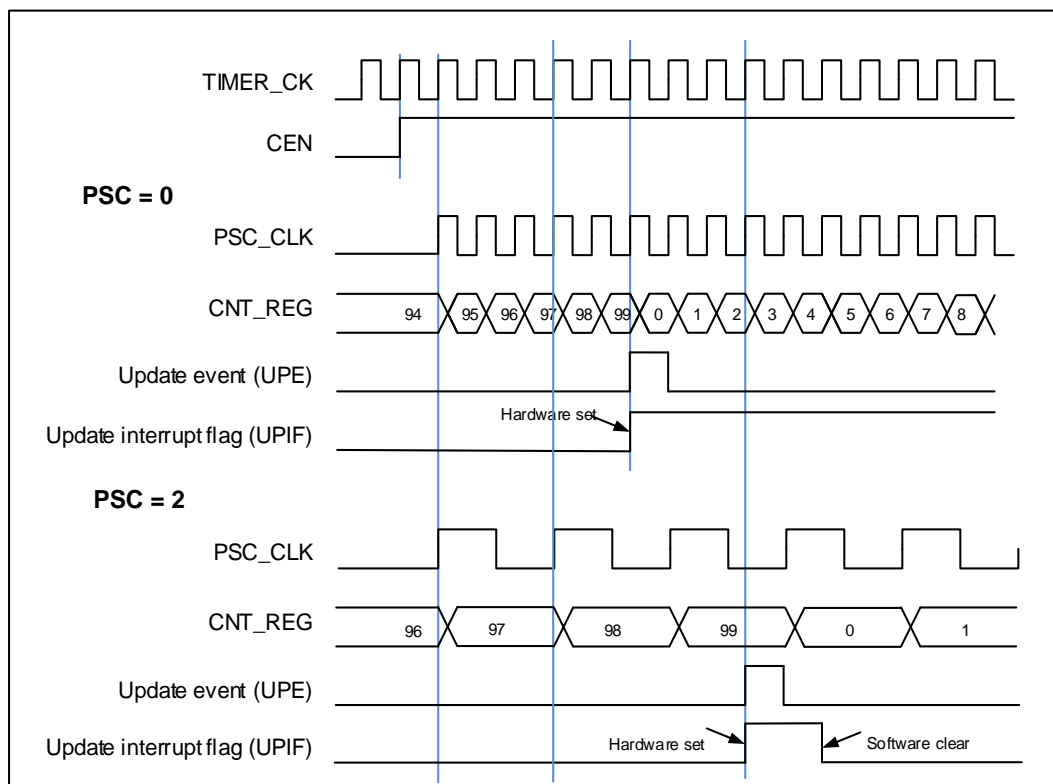 TIMER_CK
CEN
PSC = 0
PSC_CLK
CNT_REG 94 95 96 97 98 99 0 1 2 3 4 5 6 7 8
Update event (UPE)
Hardware set
Update interrupt flag (UPIF)
PSC = 2
PSC_CLK
CNT_REG 96 97 98 99 0 1
Update event (UPE)
Update interrupt flag (UPIF) Hardware set Software clear